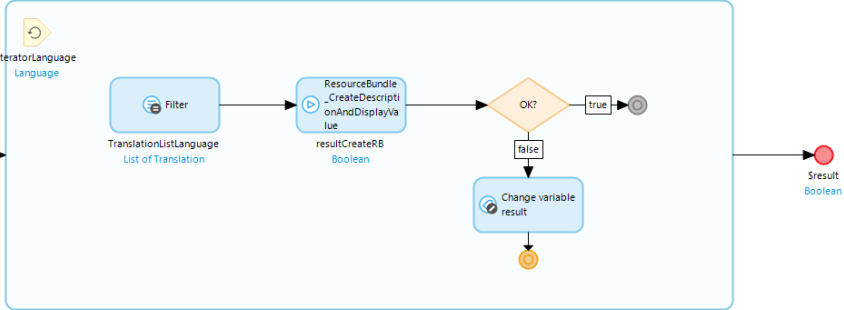 teratorLanguage
Language
Filter
TranslationListLanguage
List of Translation
ResourceBundle
_CreateDescripti
onAndDisplayVa
lue
resultCreateRB
Boolean
OK?
true
false
Change variable
result
$result
Boolean